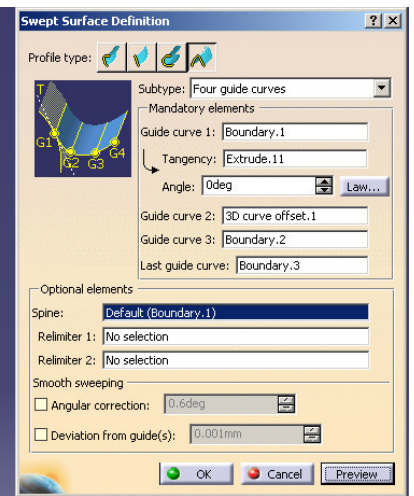 Swept Surface Definition
Profile type:
Subtype: Four guide curves
Mandatory elements
Guide curve 1: Boundary.1
Tangency: Extrude.11
Angle: 0deg Law...
Guide curve 2: 3D curve offset.1
Guide curve 3: Boundary.2
Last guide curve: Boundary.3
T
G1
G2 G3 G4
Optional elements
Spine: Default (Boundary.1)
Relimiter 1: No selection
Relimiter 2: No selection
Smooth sweeping
Angular correction: 0.6deg
Deviation from guide(s): 0.001mm
OK Cancel Preview